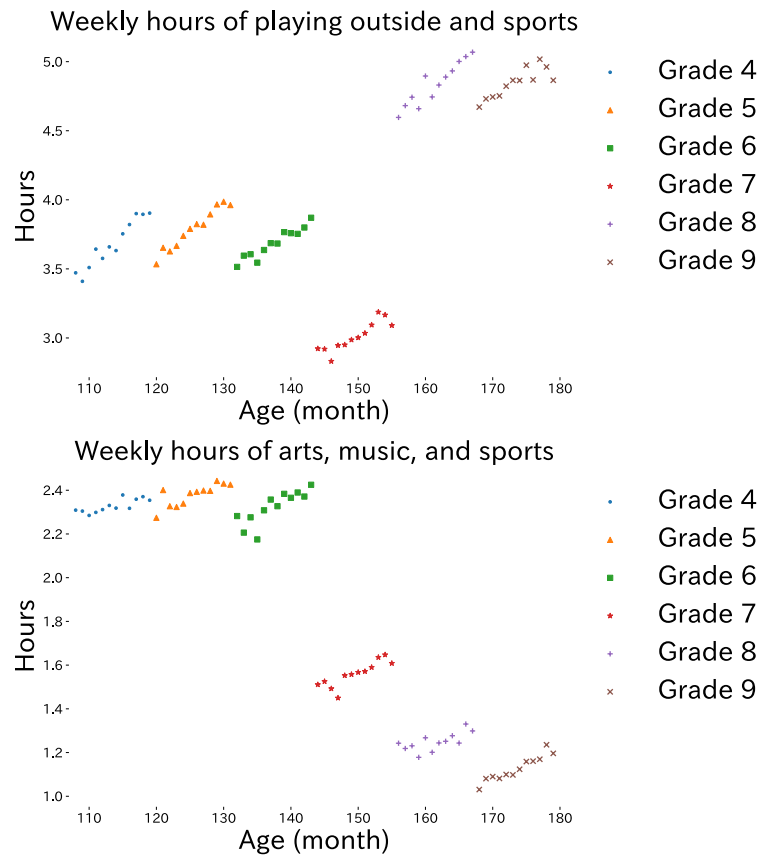 Weekly hours of playing outside and sports
5.0
4.5
4.0
3.5
3.0
Hours
110 120 130 140 150 160 170 180
Age (month)
Grade 4
Grade 5
Grade 6
Grade 7
Grade 8
Grade 9
Weekly hours of arts, music, and sports
2.4
2.2
2.0
1.8
1.6
1.4
1.2
1.0
Hours
110 120 130 140 150 160 170 180
Age (month)
Grade 4
Grade 5
Grade 6
Grade 7
Grade 8
Grade 9